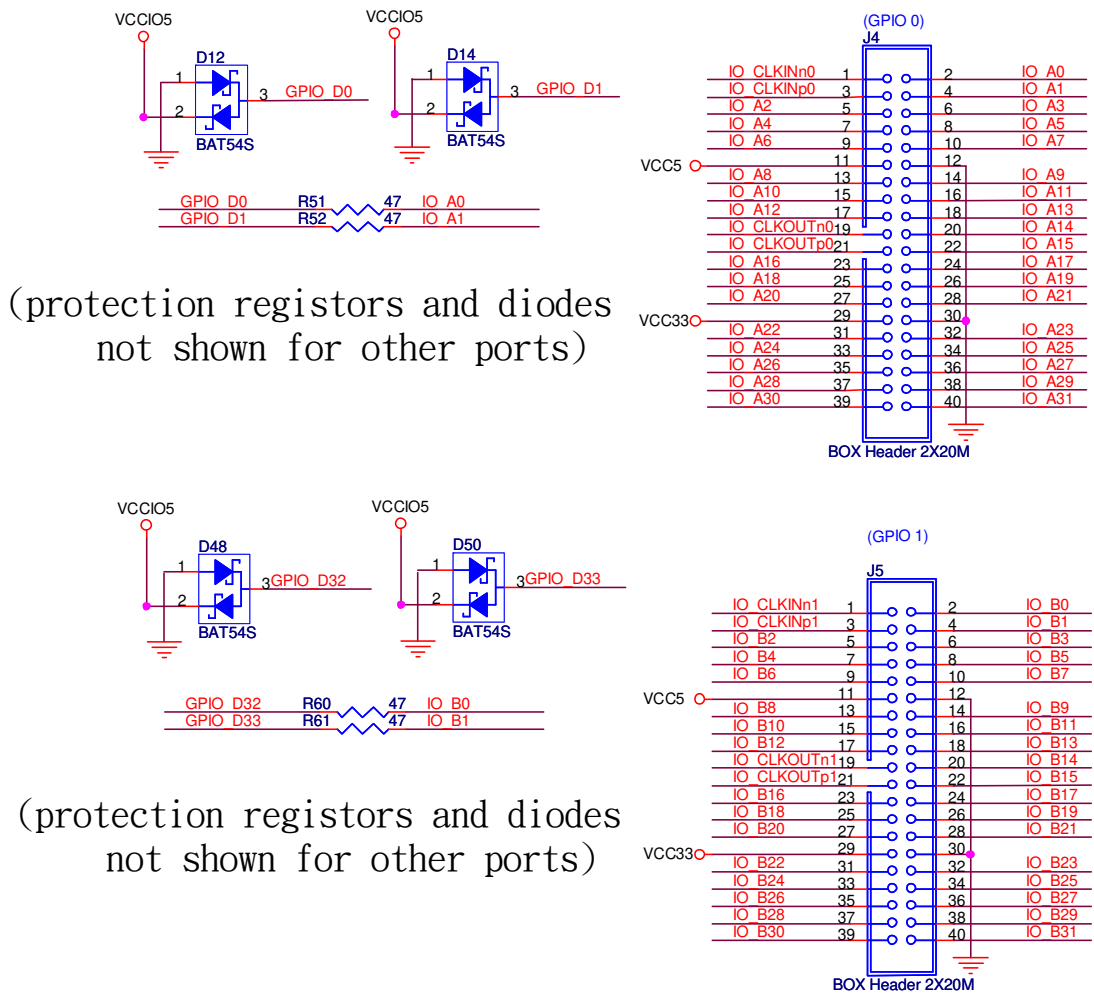 VCCIO5
D12
1
2
3
GPIO_D0
BAT54S
VCCIO5
D14
1
2
3
GPIO_D1
BAT54S
GPIO_D0 R51 47 IO_A0
GPIO_D1 R52 47 IO_A1
(protection registors and diodes
not shown for other ports)
(GPIO 0)
J4
IO_CLKINn0 1 2 IO_A0
IO_CLKINp0 3 4 IO_A1
IO_A2 5 6 IO_A3
IO_A4 7 8 IO_A5
IO_A6 9 10 IO_A7
VCC5 11 12
IO_A8 13 14 IO_A9
IO_A10 15 16 IO_A11
IO_A12 17 18 IO_A13
IO_CLKOUTn0 19 20 IO_A14
IO_CLKOUTp0 21 22 IO_A15
IO_A16 23 24 IO_A17
IO_A18 25 26 IO_A19
IO_A20 27 28 IO_A21
VCC33 29 30
IO_A22 31 32 IO_A23
IO_A24 33 34 IO_A25
IO_A26 35 36 IO_A27
IO_A28 37 38 IO_A29
IO_A30 39 40 IO_A31
BOX Header 2X20M
VCCIO5
D48
1
2
3
GPIO_D32
BAT54S
VCCIO5
D50
1
2
3
GPIO_D33
BAT54S
GPIO_D32 R60 47 IO_B0
GPIO_D33 R61 47 IO_B1
(protection registors and diodes
not shown for other ports)
(GPIO 1)
J5
IO_CLKINn1 1 2 IO_B0
IO_CLKINp1 3 4 IO_B1
IO_B2 5 6 IO_B3
IO_B4 7 8 IO_B5
IO_B6 9 10 IO_B7
VCC5 11 12
IO_B8 13 14 IO_B9
IO_B10 15 16 IO_B11
IO_B12 17 18 IO_B13
IO_CLKOUTn1 19 20 IO_B14
IO_CLKOUTp1 21 22 IO_B15
IO_B16 23 24 IO_B17
IO_B18 25 26 IO_B19
IO_B20 27 28 IO_B21
VCC33 29 30
IO_B22 31 32 IO_B23
IO_B24 33 34 IO_B25
IO_B26 35 36 IO_B27
IO_B28 37 38 IO_B29
IO_B30 39 40 IO_B31
BOX Header 2X20M